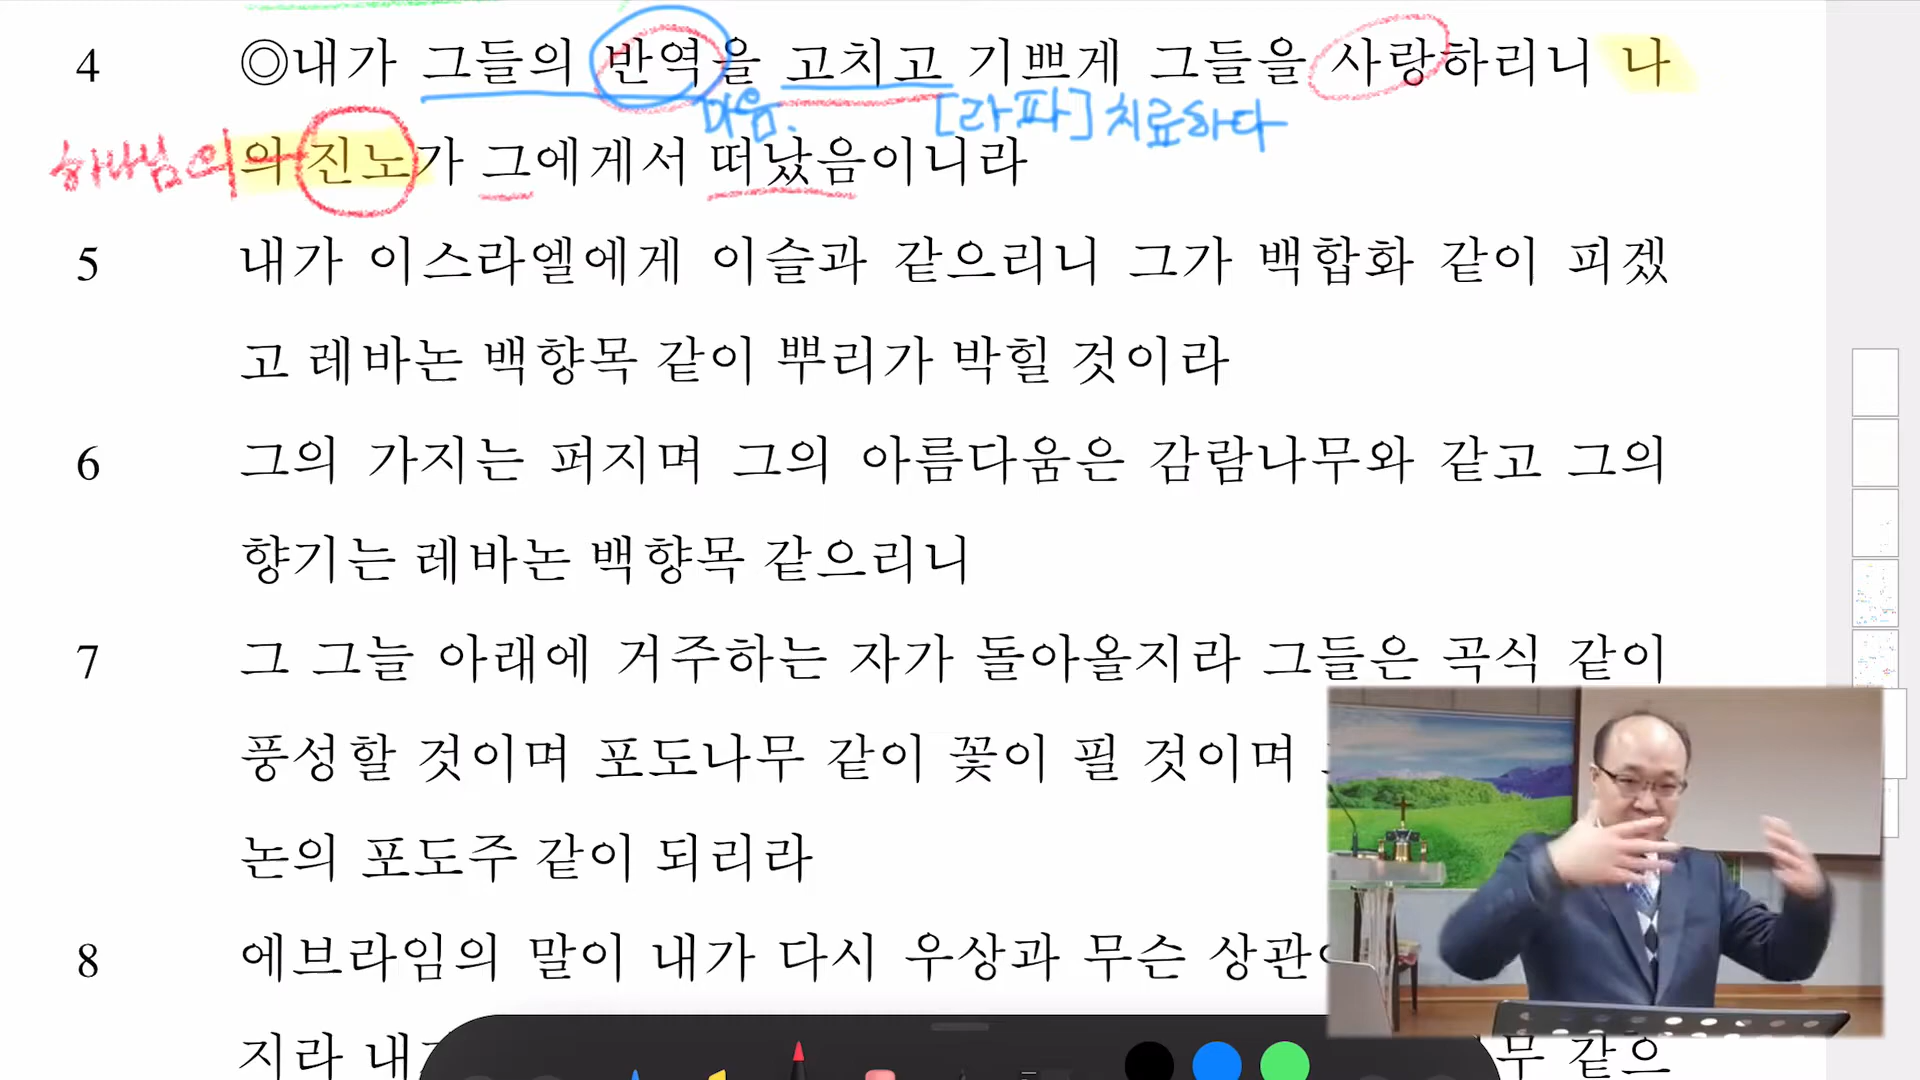 4 ◎내가 그들의 반역을 고치고 기쁘게 그들을 사랑하리니 나
마음. [라파] 치료하다
하나님의 의 진노가 그에게서 떠났음이니라
5 내가 이스라엘에게 이슬과 같으리니 그가 백합화 같이 피겠
고 레바논 백향목 같이 뿌리가 박힐 것이라
6 그의 가지는 퍼지며 그의 아름다움은 감람나무와 같고 그의
향기는 레바논 백향목 같으리니
7 그 그늘 아래에 거주하는 자가 돌아올지라 그들은 곡식 같이
풍성할 것이며 포도나무 같이 꽃이 필 것이며
논의 포도주 같이 되리라
8 에브라임의 말이 내가 다시 우상과 무슨 상관
지라 내 무 같으